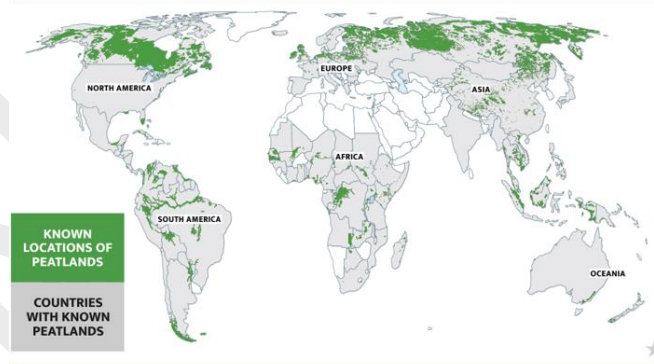 NORTH AMERICA
EUROPE
ASIA
AFRICA
SOUTH AMERICA
OCEANIA
KNOWN
LOCATIONS OF
PEATLANDS
COUNTRIES
WITH KNOWN
PEATLANDS